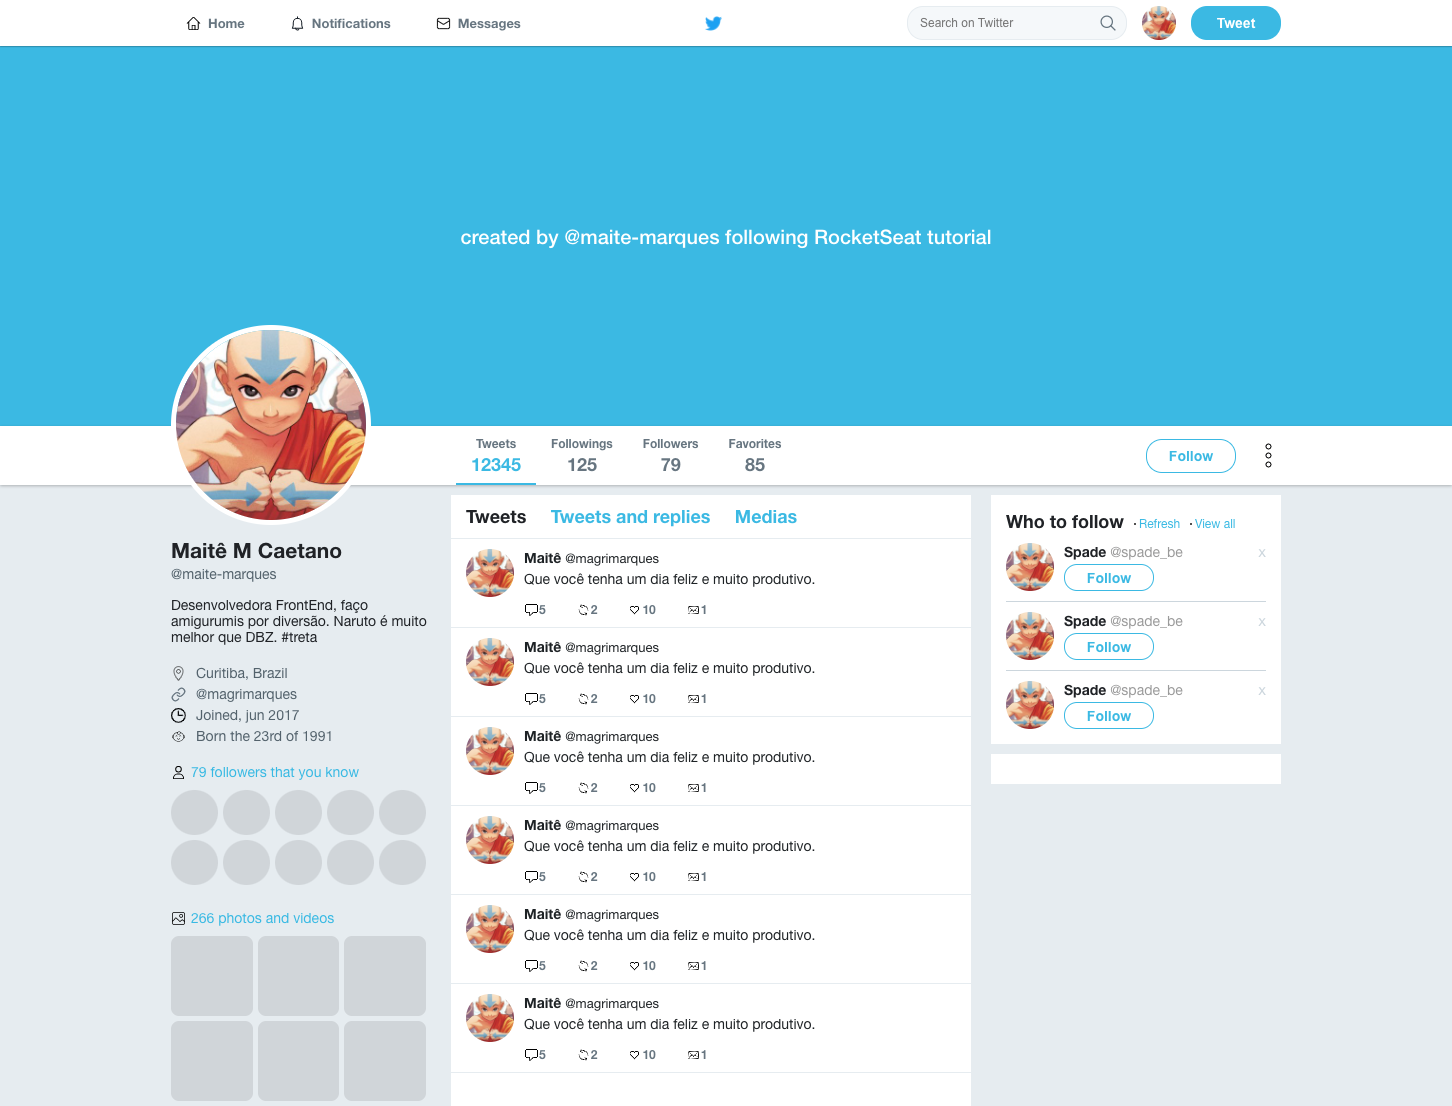 Home Notifications Messages Search on Twitter Tweet
created by @maite-marques following RocketSeat tutorial
Tweets Followings Followers Favorites
12345 125 79 85
Follow
Maitê M Caetano
@maite-marques
Desenvolvedora FrontEnd, faço
amigurumis por diversão. Naruto é muito
melhor que DBZ. #treta
Curitiba, Brazil
@magrimarques
Joined, jun 2017
Born the 23rd of 1991
79 followers that you know
266 photos and videos
Tweets Tweets and replies Medias
Maitê @magrimarques
Que você tenha um dia feliz e muito produtivo.
5 2 10 1
Maitê @magrimarques
Que você tenha um dia feliz e muito produtivo.
5 2 10 1
Maitê @magrimarques
Que você tenha um dia feliz e muito produtivo.
5 2 10 1
Maitê @magrimarques
Que você tenha um dia feliz e muito produtivo.
5 2 10 1
Maitê @magrimarques
Que você tenha um dia feliz e muito produtivo.
5 2 10 1
Maitê @magrimarques
Que você tenha um dia feliz e muito produtivo.
5 2 10 1
Who to follow · Refresh · View all
Spade @spade_be x
Follow
Spade @spade_be x
Follow
Spade @spade_be x
Follow